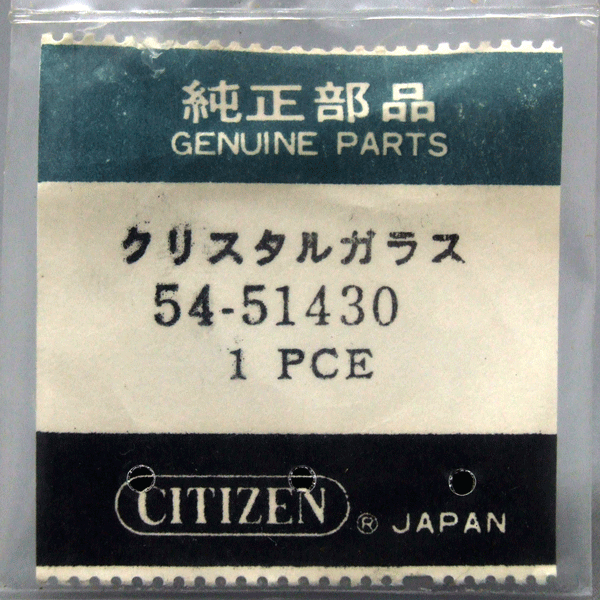 純正部品
GENUINE PARTS
クリスタルガラス
54-51430
1 PCE
CITIZEN ® JAPAN